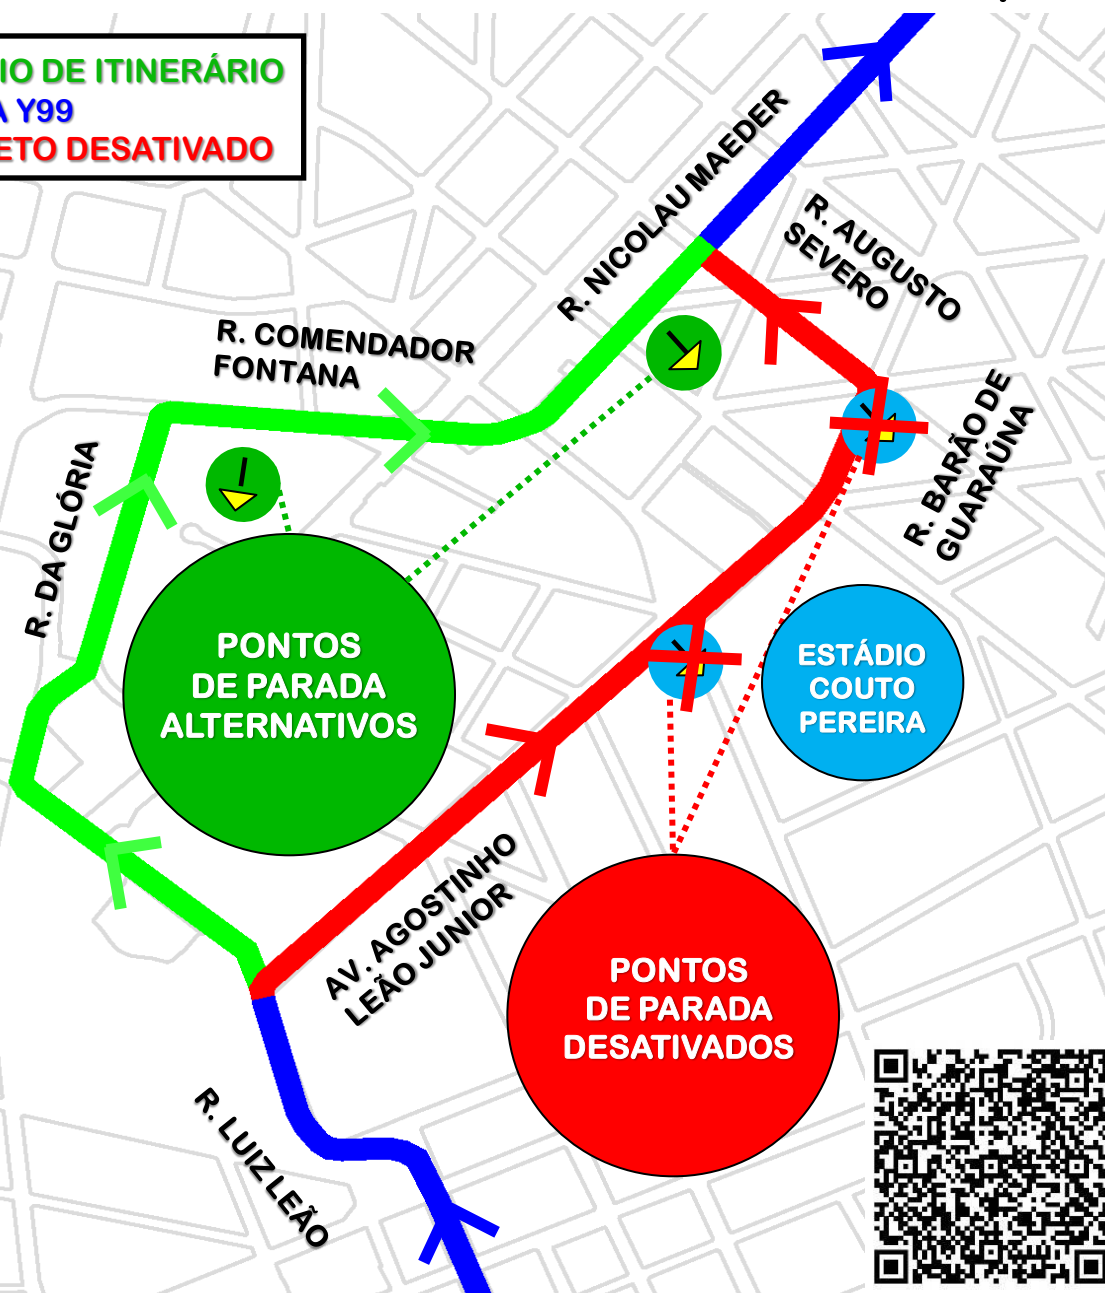 IO DE ITINERÁRIO
A Y99
ETO DESATIVADO
R. NICOLAU MAEDER
R. AUGUSTO
SEVERO
R. COMENDADOR
FONTANA
R. BARÃO DE
GUARAÚNA
R. DA GLÓRIA
PONTOS
DE PARADA
ALTERNATIVOS
ESTÁDIO
COUTO
PEREIRA
AV. AGOSTINHO
LEÃO JUNIOR
PONTOS
DE PARADA
DESATIVADOS
R. LUIZ LEÃO